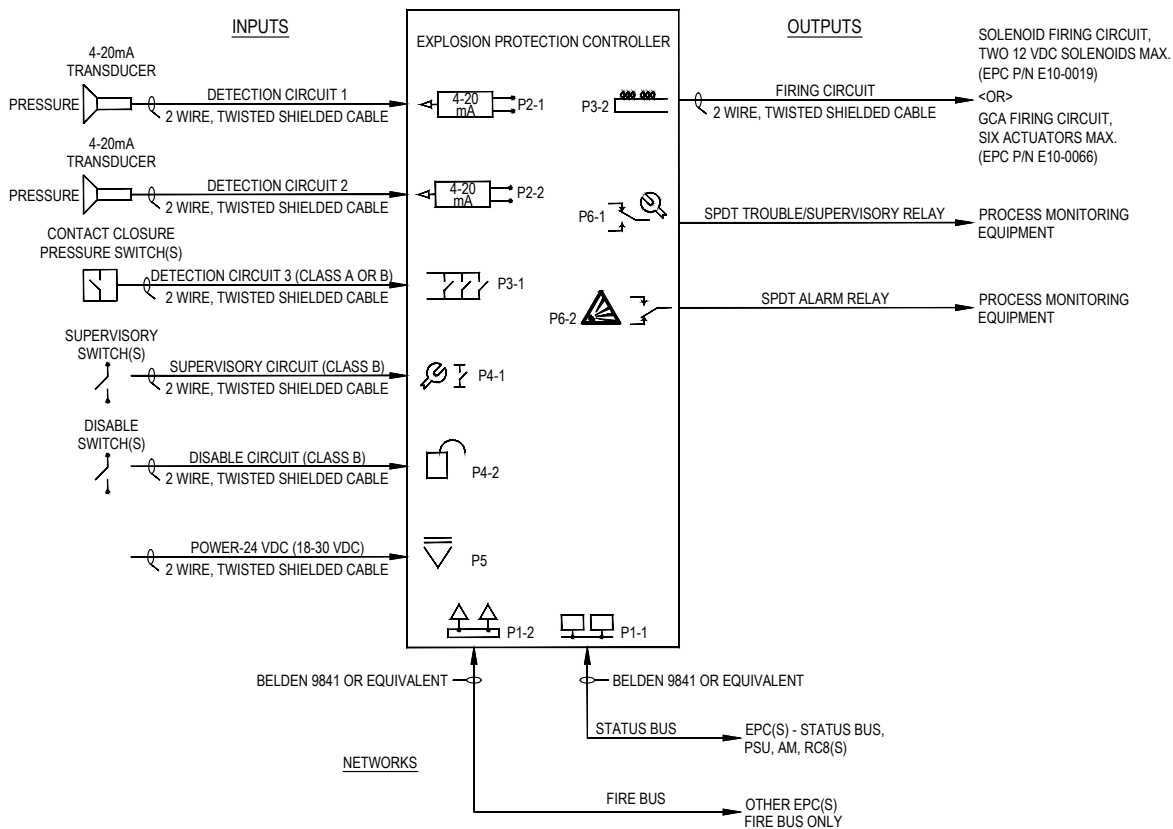 INPUTS
OUTPUTS
EXPLOSION PROTECTION CONTROLLER
4-20mA
TRANSDUCER
PRESSURE
DETECTION CIRCUIT 1
2 WIRE, TWISTED SHIELDED CABLE
4-20
mA
P2-1
4-20mA
TRANSDUCER
PRESSURE
DETECTION CIRCUIT 2
2 WIRE, TWISTED SHIELDED CABLE
4-20
mA
P2-2
CONTACT CLOSURE
PRESSURE SWITCH(S)
DETECTION CIRCUIT 3 (CLASS A OR B)
2 WIRE, TWISTED SHIELDED CABLE
P3-1
SUPERVISORY
SWITCH(S)
SUPERVISORY CIRCUIT (CLASS B)
2 WIRE, TWISTED SHIELDED CABLE
P4-1
DISABLE
SWITCH(S)
DISABLE CIRCUIT (CLASS B)
2 WIRE, TWISTED SHIELDED CABLE
P4-2
POWER-24 VDC (18-30 VDC)
2 WIRE, TWISTED SHIELDED CABLE
P5
P3-2
FIRING CIRCUIT
2 WIRE, TWISTED SHIELDED CABLE
SOLENOID FIRING CIRCUIT,
TWO 12 VDC SOLENOIDS MAX.
(EPC P/N E10-0019)
<OR>
GCA FIRING CIRCUIT,
SIX ACTUATORS MAX.
(EPC P/N E10-0066)
P6-1
SPDT TROUBLE/SUPERVISORY RELAY
PROCESS MONITORING
EQUIPMENT
P6-2
SPDT ALARM RELAY
PROCESS MONITORING
EQUIPMENT
P1-2
P1-1
BELDEN 9841 OR EQUIVALENT
BELDEN 9841 OR EQUIVALENT
STATUS BUS
EPC(S) - STATUS BUS,
PSU, AM, RC8(S)
NETWORKS
FIRE BUS
OTHER EPC(S)
FIRE BUS ONLY